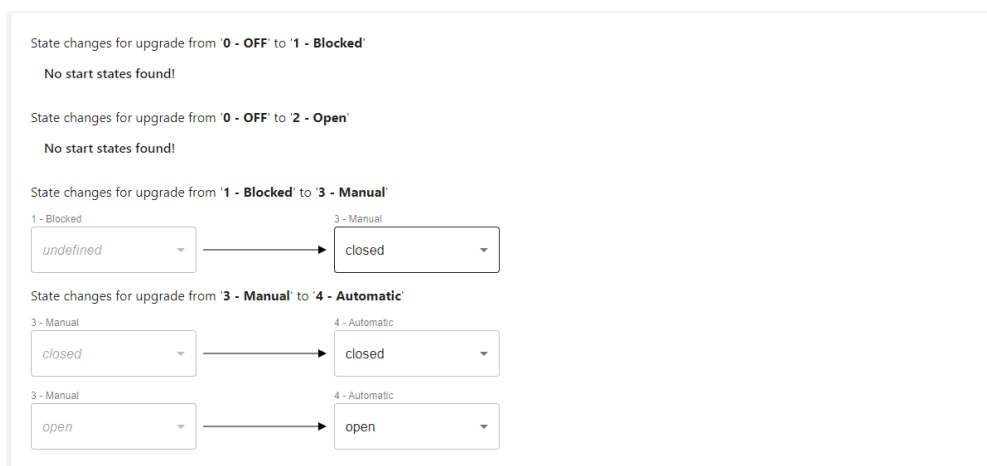 State changes for upgrade from '0 - OFF' to '1 - Blocked'
No start states found!
State changes for upgrade from '0 - OFF' to '2 - Open'
No start states found!
State changes for upgrade from '1 - Blocked' to '3 - Manual'
1 - Blocked 3 - Manual
undefined closed
State changes for upgrade from '3 - Manual' to '4 - Automatic'
3 - Manual 4 - Automatic
closed closed
3 - Manual 4 - Automatic
open open